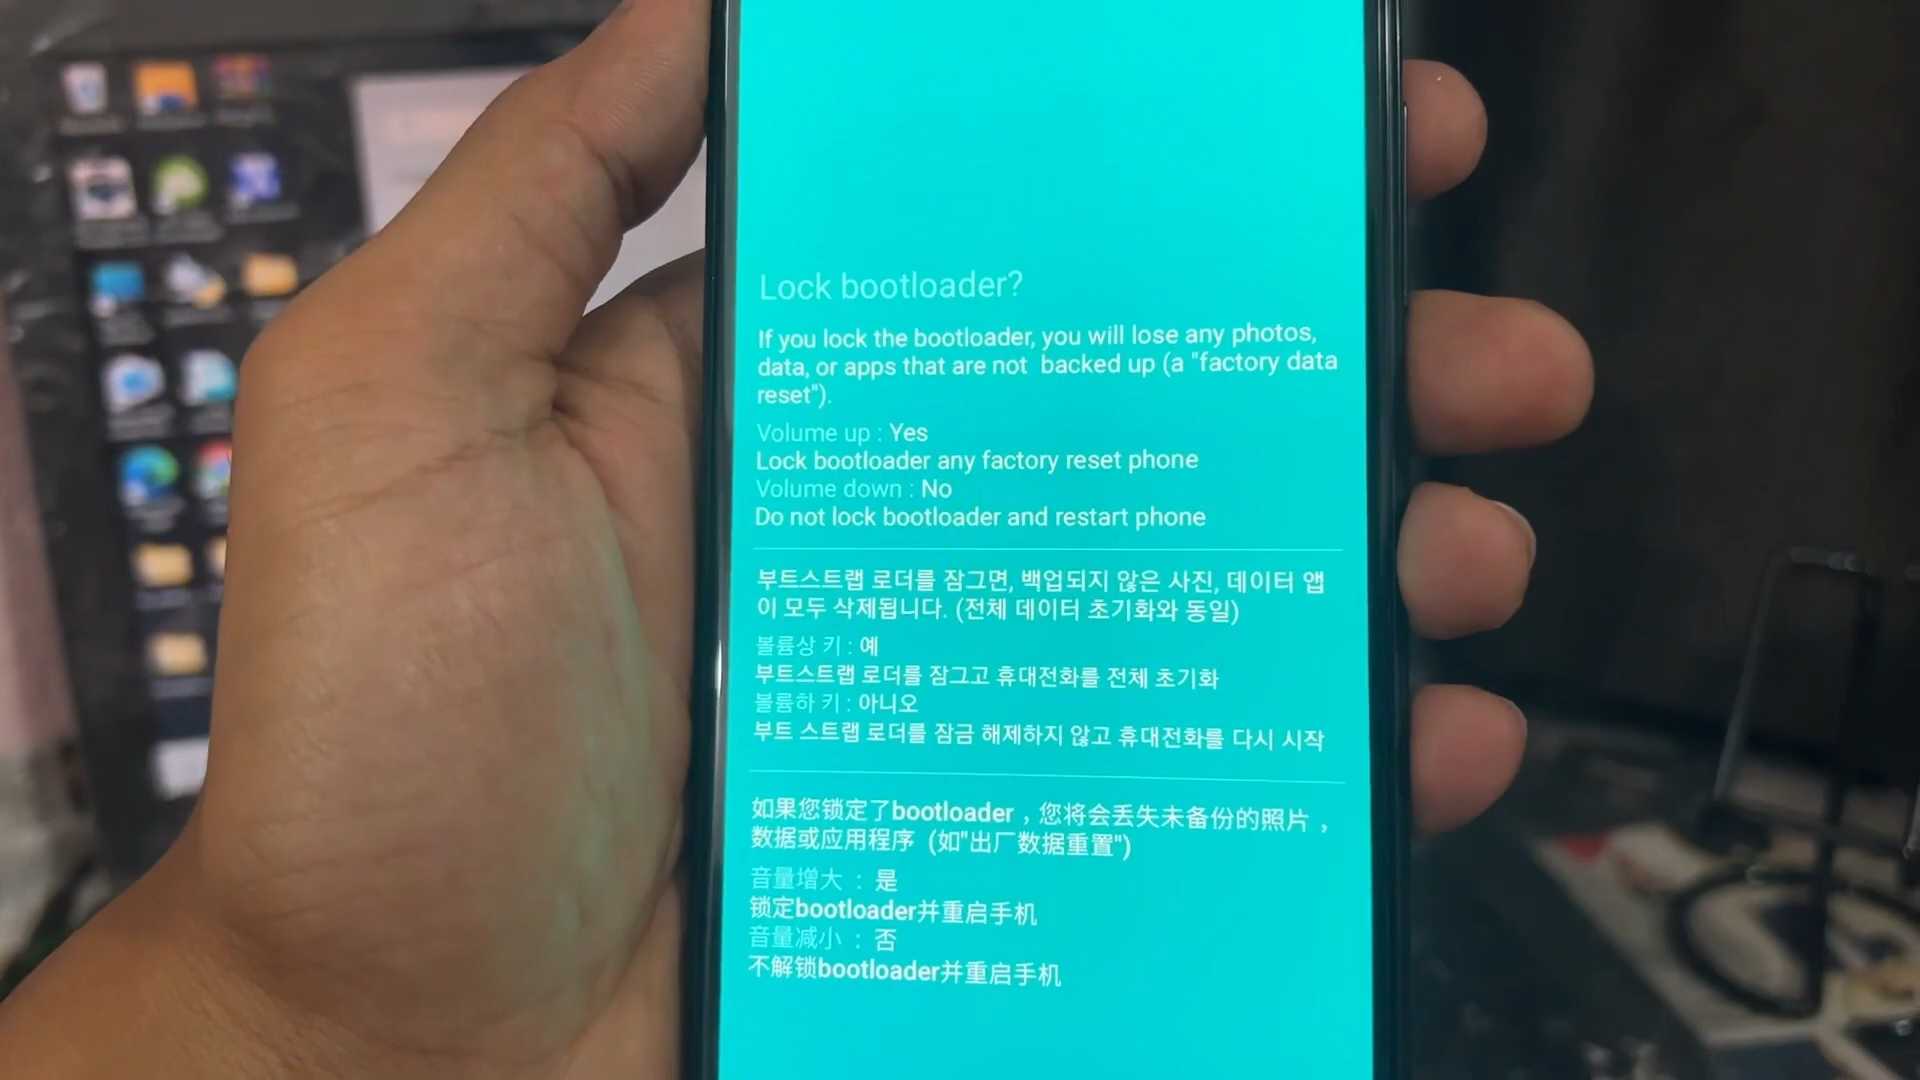 Lock bootloader?
If you lock the bootloader, you will lose any photos,
data, or apps that are not backed up (a "factory data
reset").
Volume up : Yes
Lock bootloader any factory reset phone
Volume down : No
Do not lock bootloader and restart phone
부트스트랩 로더를 잠그면, 백업되지 않은 사진, 데이터 앱
이 모두 삭제됩니다. (전체 데이터 초기화와 동일)
볼륨상 키 : 예
부트스트랩 로더를 잠그고 휴대전화를 전체 초기화
볼륨하 키 : 아니오
부트 스트랩 로더를 잠금 해제하지 않고 휴대전화를 다시 시작
如果您锁定了bootloader，您将会丢失未备份的照片，
数据或应用程序 (如"出厂数据重置")
音量增大 : 是
锁定bootloader并重启手机
音量减小 : 否
不解锁bootloader并重启手机